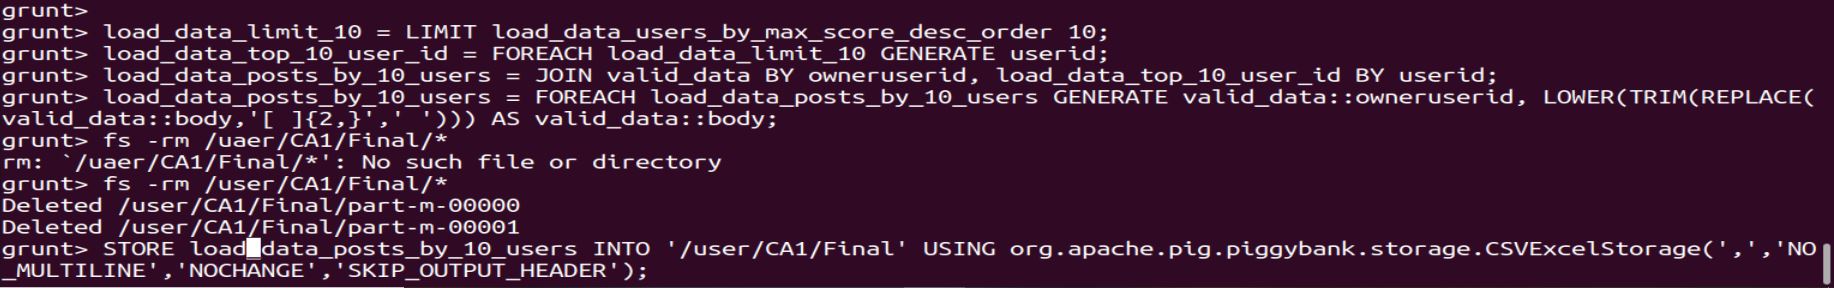 grunt>
grunt> load_data_limit_10 = LIMIT load_data_users_by_max_score_desc_order 10;
grunt> load_data_top_10_user_id = FOREACH load_data_limit_10 GENERATE userid;
grunt> load_data_posts_by_10_users = JOIN valid_data BY owneruserid, load_data_top_10_user_id BY userid;
grunt> load_data_posts_by_10_users = FOREACH load_data_posts_by_10_users GENERATE valid_data::owneruserid, LOWER(TRIM(REPLACE(
valid_data::body,'[ ]{2,}',' '))) AS valid_data::body;
grunt> fs -rm /uaer/CA1/Final/*
rm: `/uaer/CA1/Final/*': No such file or directory
grunt> fs -rm /user/CA1/Final/*
Deleted /user/CA1/Final/part-m-00000
Deleted /user/CA1/Final/part-m-00001
grunt> STORE load_data_posts_by_10_users INTO '/user/CA1/Final' USING org.apache.pig.piggybank.storage.CSVExcelStorage(',','NO
_MULTILINE','NOCHANGE','SKIP_OUTPUT_HEADER');